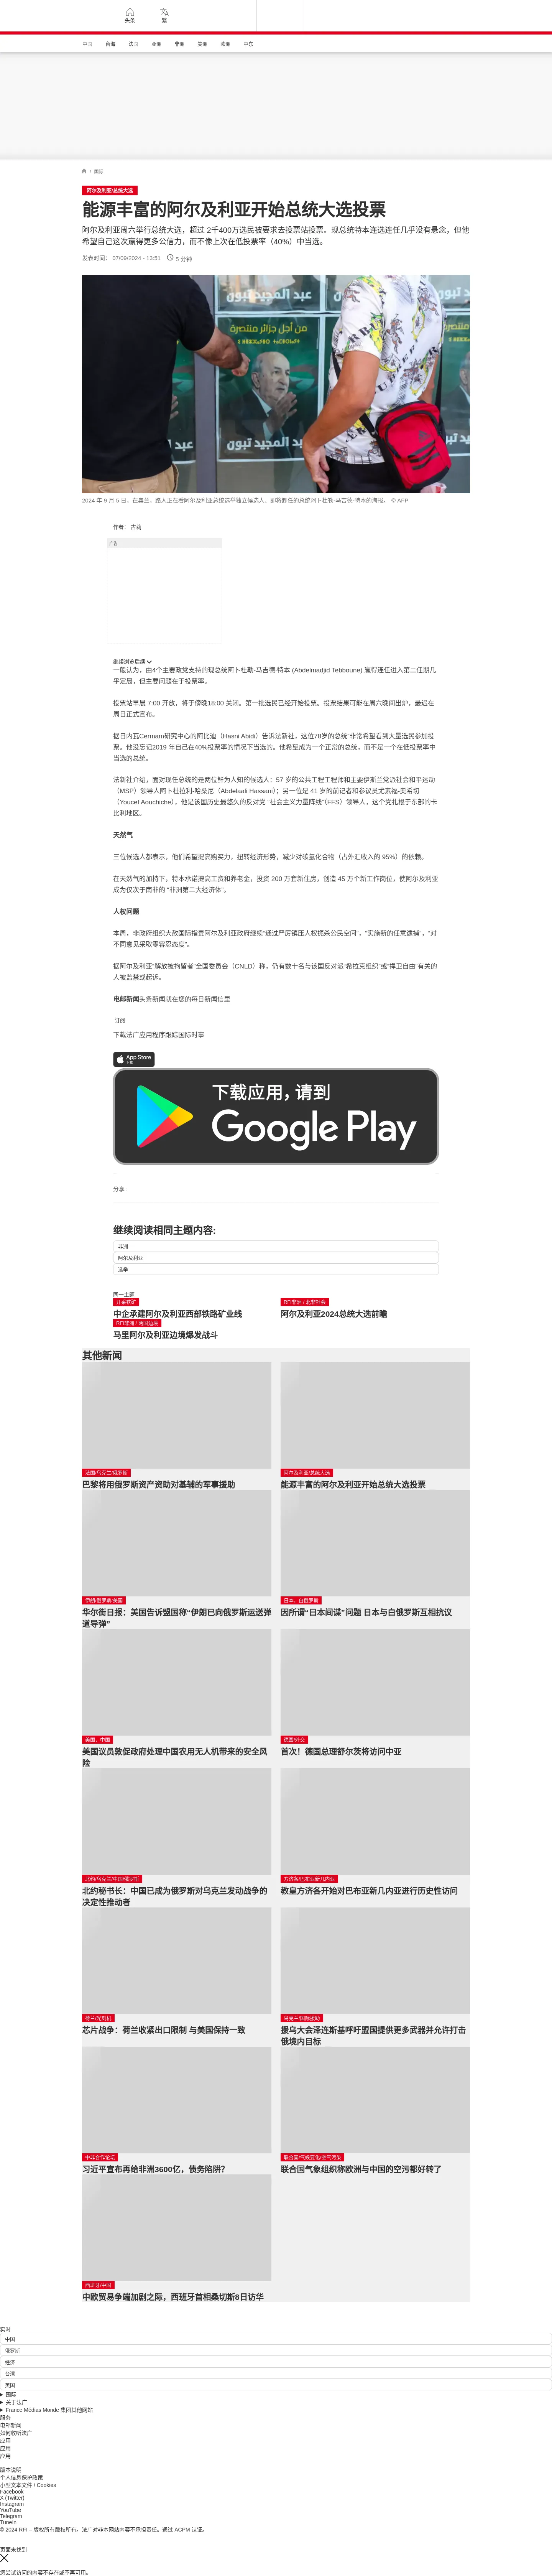 头条
繁
中国 台海 法国 亚洲 非洲 美洲 欧洲 中东
/ 国际
阿尔及利亚/总统大选
能源丰富的阿尔及利亚开始总统大选投票
阿尔及利亚周六举行总统大选，超过 2千400万选民被要求去投票站投票。现总统特本连选连任几乎没有悬念，但他
希望自己这次赢得更多公信力，而不像上次在低投票率（40%）中当选。
发表时间： 07/09/2024 - 13:51 5 分钟
2024 年 9 月 5 日，在奥兰，路人正在看阿尔及利亚总统选举独立候选人、即将卸任的总统阿卜杜勒-马吉德-特本的海报。 © AFP
作者： 古莉
广告
继续浏览后续
一般认为，由4个主要政党支持的现总统阿卜杜勒-马吉德·特本 (Abdelmadjid Tebboune) 赢得连任进入第二任期几
乎定局，但主要问题在于投票率。
投票站早晨 7:00 开放，将于傍晚18:00 关闭。第一批选民已经开始投票。投票结果可能在周六晚间出炉，最迟在
周日正式宣布。
据日内瓦Cermam研究中心的阿比迪（Hasni Abidi）告诉法新社，这位78岁的总统“非常希望看到大量选民参加投
票。他没忘记2019 年自己在40%投票率的情况下当选的。他希望成为一个正常的总统，而不是一个在低投票率中
当选的总统。
法新社介绍，面对现任总统的是两位鲜为人知的候选人：57 岁的公共工程工程师和主要伊斯兰党派社会和平运动
（MSP）领导人阿卜杜拉利-哈桑尼（Abdelaali Hassani）；另一位是 41 岁的前记者和参议员尤素福-奥希切
（Youcef Aouchiche），他是该国历史最悠久的反对党 “社会主义力量阵线”（FFS）领导人，这个党扎根于东部的卡
比利地区。
天然气
三位候选人都表示，他们希望提高购买力，扭转经济形势，减少对碳氢化合物（占外汇收入的 95%）的依赖。
在天然气的加持下，特本承诺提高工资和养老金，投资 200 万套新住房，创造 45 万个新工作岗位，使阿尔及利亚
成为仅次于南非的 “非洲第二大经济体”。
人权问题
本周，非政府组织大赦国际指责阿尔及利亚政府继续“通过严厉镇压人权扼杀公民空间”，“实施新的任意逮捕”，“对
不同意见采取零容忍态度”。
据阿尔及利亚“解放被拘留者”全国委员会（CNLD）称，仍有数十名与该国反对派“希拉克组织”或“捍卫自由”有关的
人被监禁或起诉。
电邮新闻头条新闻就在您的每日新闻信里
订阅
下载法广应用程序跟踪国际时事
App Store
下载
下载应用，请到
Google Play
分享 :
继续阅读相同主题内容:
非洲
阿尔及利亚
选举
同一主题
开采铁矿
中企承建阿尔及利亚西部铁路矿业线
RFI非洲 / 北非社会
阿尔及利亚2024总统大选前瞻
RFI非洲 / 两国边境
马里阿尔及利亚边境爆发战斗
其他新闻
法国/乌克兰/俄罗斯
巴黎将用俄罗斯资产资助对基辅的军事援助
阿尔及利亚/总统大选
能源丰富的阿尔及利亚开始总统大选投票
伊朗/俄罗斯/美国
华尔街日报：美国告诉盟国称“伊朗已向俄罗斯运送弹
道导弹”
日本、白俄罗斯
因所谓“日本间谍”问题 日本与白俄罗斯互相抗议
美国，中国
美国议员敦促政府处理中国农用无人机带来的安全风
险
德国/外交
首次！德国总理舒尔茨将访问中亚
北约/乌克兰/中国/俄罗斯
北约秘书长：中国已成为俄罗斯对乌克兰发动战争的
决定性推动者
方济各/巴布亚新几内亚
教皇方济各开始对巴布亚新几内亚进行历史性访问
荷兰/光刻机
芯片战争：荷兰收紧出口限制 与美国保持一致
乌克兰/国际援助
援乌大会泽连斯基呼吁盟国提供更多武器并允许打击
俄境内目标
中非合作论坛
习近平宣布再给非洲3600亿，债务陷阱？
联合国/气候变化/空气污染
联合国气象组织称欧洲与中国的空污都好转了
西班牙/中国
中欧贸易争端加剧之际，西班牙首相桑切斯8日访华
实时
中国
俄罗斯
经济
台湾
美国
国际
关于法广
France Médias Monde 集团其他网站
服务
电邮新闻
如何收听法广
应用
应用
应用
版本说明
个人信息保护政策
小型文本文件 / Cookies
Facebook
X (Twitter)
Instagram
YouTube
Telegram
TuneIn
© 2024 RFI – 版权所有版权所有。法广对非本网站内容不承担责任。通过 ACPM 认证。
页面未找到
您尝试访问的内容不存在或不再可用。